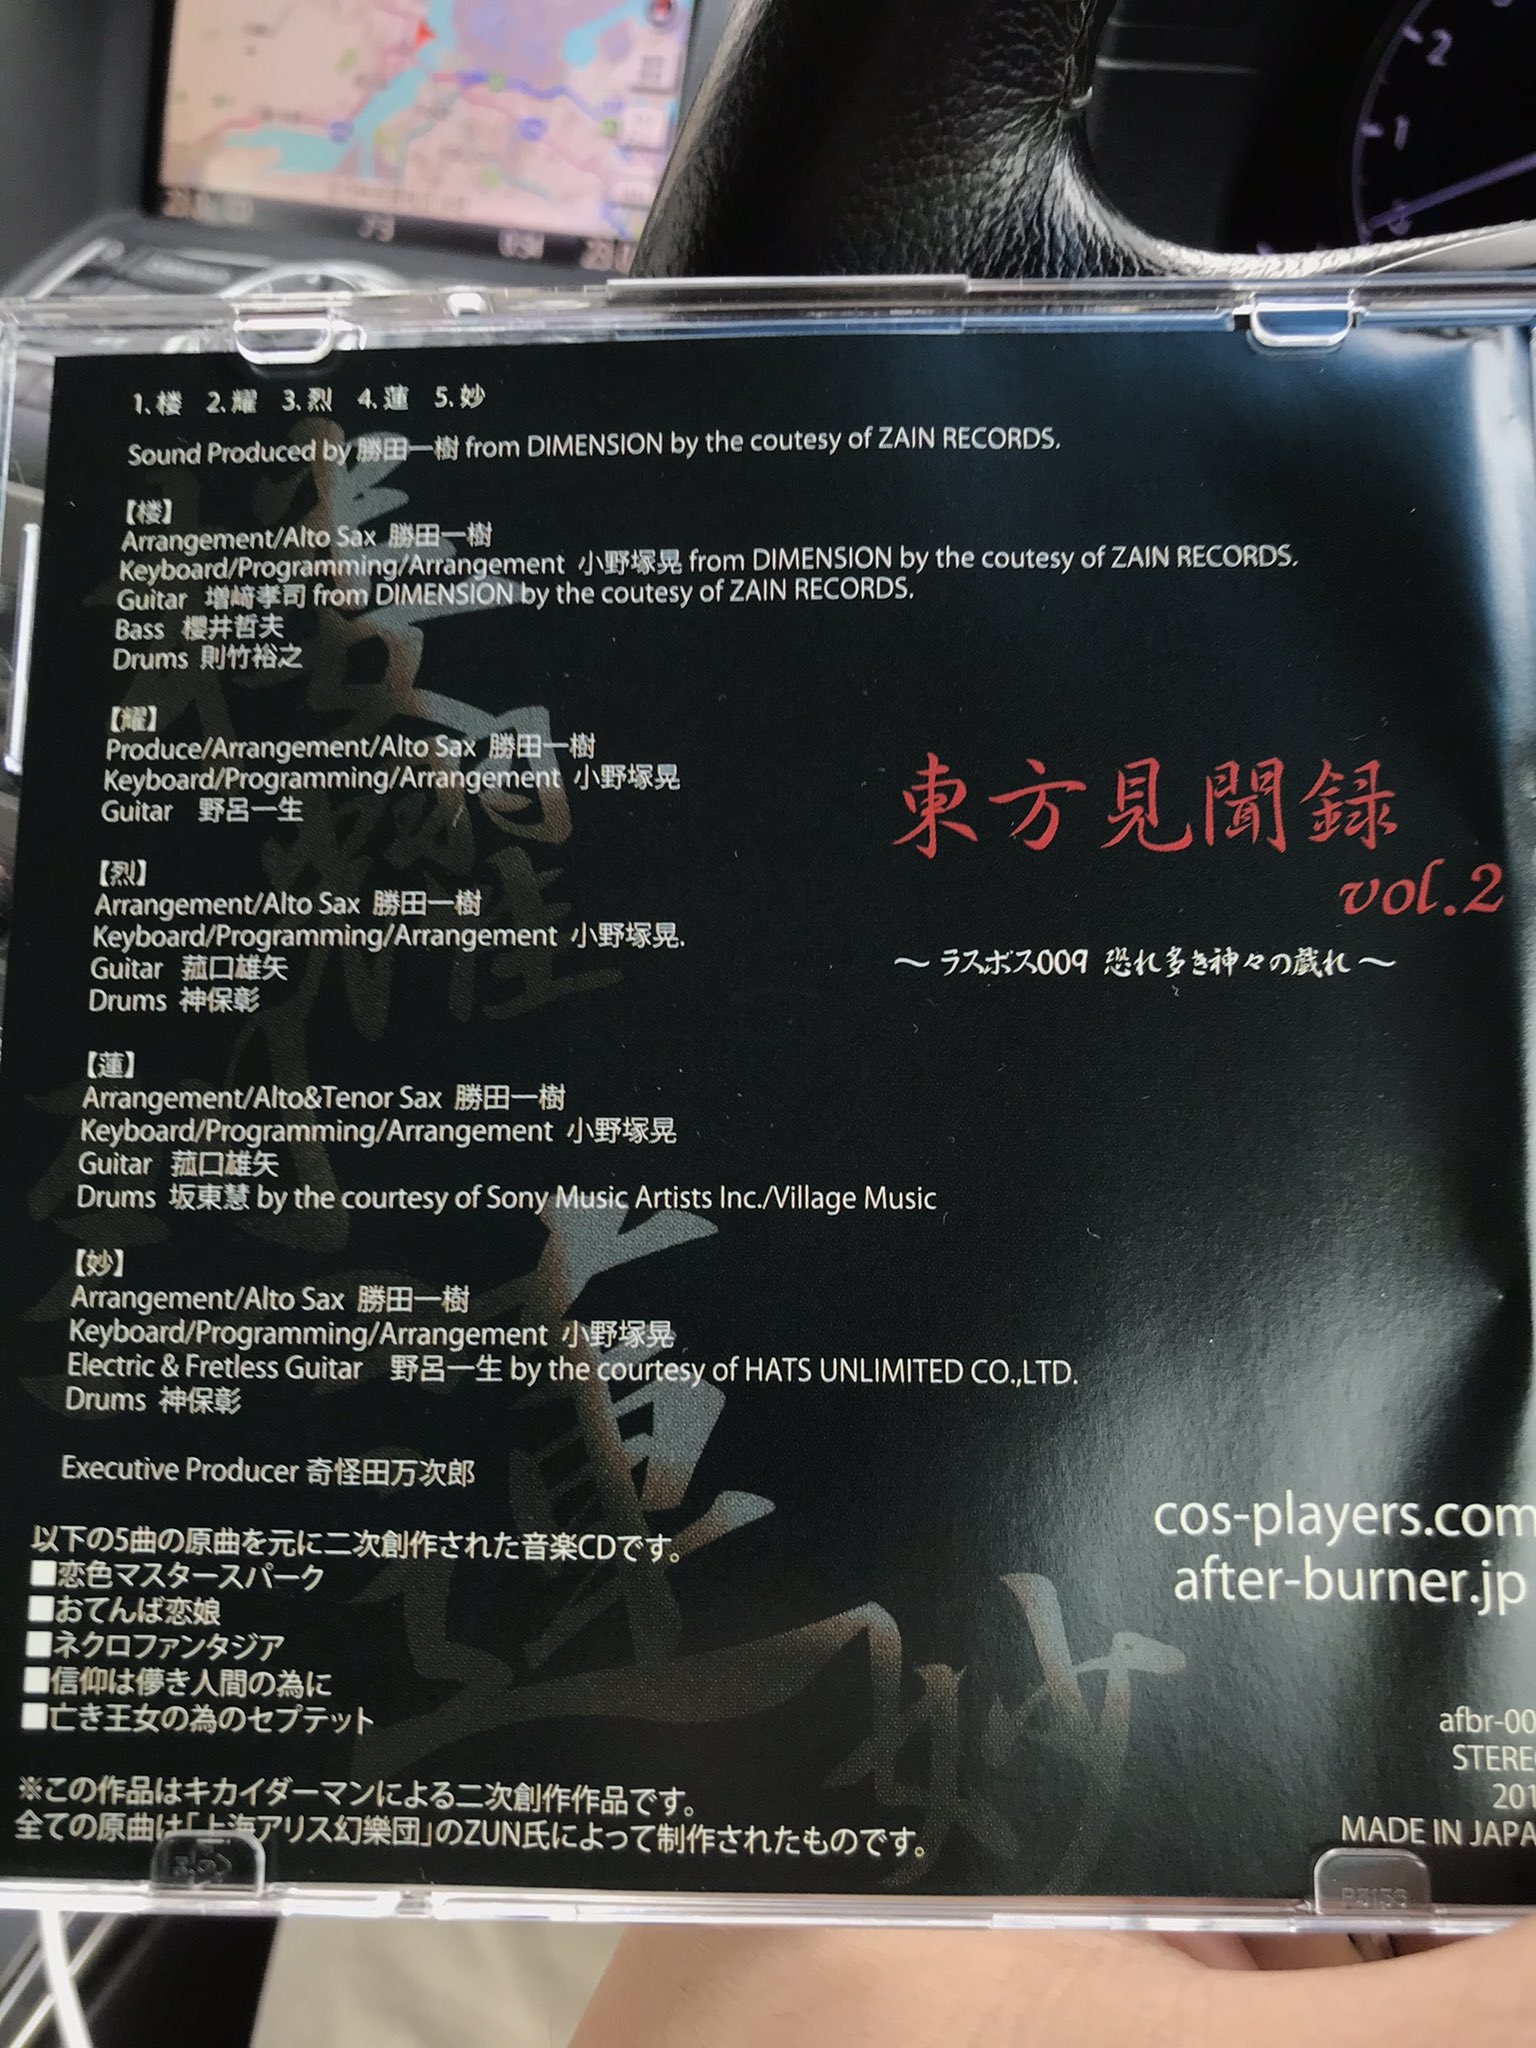 1. 楼 2. 耀 3. 烈 4. 蓮 5. 妙
Sound Produced by 勝田一樹 from DIMENSION by the coutesy of ZAIN RECORDS.
【楼】
Arrangement/Alto Sax 勝田一樹
Keyboard/Programming/Arrangement 小野塚晃 from DIMENSION by the coutesy of ZAIN RECORDS.
Guitar 増崎孝司 from DIMENSION by the coutesy of ZAIN RECORDS.
Bass 櫻井哲夫
Drums 則竹裕之
【耀】
Produce/Arrangement/Alto Sax 勝田一樹
Keyboard/Programming/Arrangement 小野塚晃
Guitar 野呂一生
【烈】
Arrangement/Alto Sax 勝田一樹
Keyboard/Programming/Arrangement 小野塚晃.
Guitar 菰口雄矢
Drums 神保彰
【蓮】
Arrangement/Alto&Tenor Sax 勝田一樹
Keyboard/Programming/Arrangement 小野塚晃
Guitar 菰口雄矢
Drums 坂東慧 by the courtesy of Sony Music Artists Inc./Village Music
【妙】
Arrangement/Alto Sax 勝田一樹
Keyboard/Programming/Arrangement 小野塚晃
Electric & Fretless Guitar 野呂一生 by the courtesy of HATS UNLIMITED CO.,LTD.
Drums 神保彰
Executive Producer 奇怪田万次郎
以下の5曲の原曲を元に二次創作された音楽CDです。
■恋色マスタースパーク
■おてんば恋娘
■ネクロファンタジア
■信仰は儚き人間の為に
■亡き王女の為のセプテット
※この作品はキカイダーマンによる二次創作作品です。
全ての原曲は「上海アリス幻樂団」のZUN氏によって制作されたものです。
東方見聞録
vol.2
～ラスボス009 恐れ多き神々の戯れ～
cos-players.com
after-burner.jp
afbr-00
STERE
201
MADE IN JAPA
楼
耀
烈
蓮
妙
2
1
0